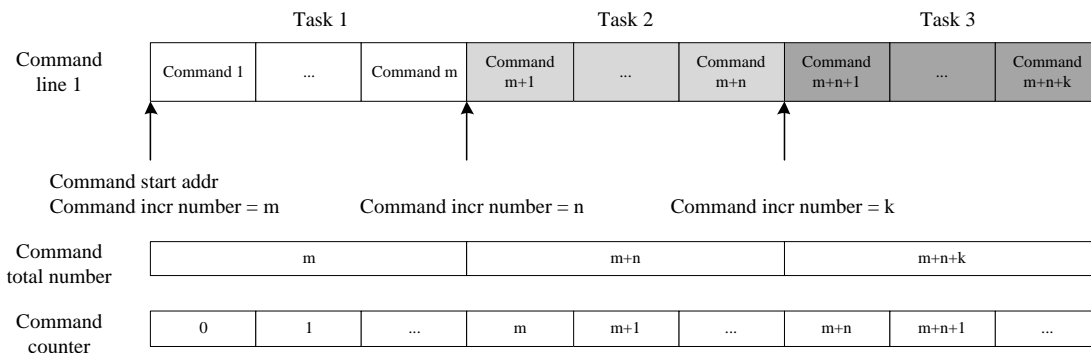 Task 1 Task 2 Task 3
Command
line 1
Command 1 ... Command m Command
m+1 ... Command
m+n Command
m+n+1 ... Command
m+n+k
Command start addr
Command incr number = m Command incr number = n Command incr number = k
Command
total number
m m+n m+n+k
Command
counter
0 1 ... m m+1 ... m+n m+n+1 ...